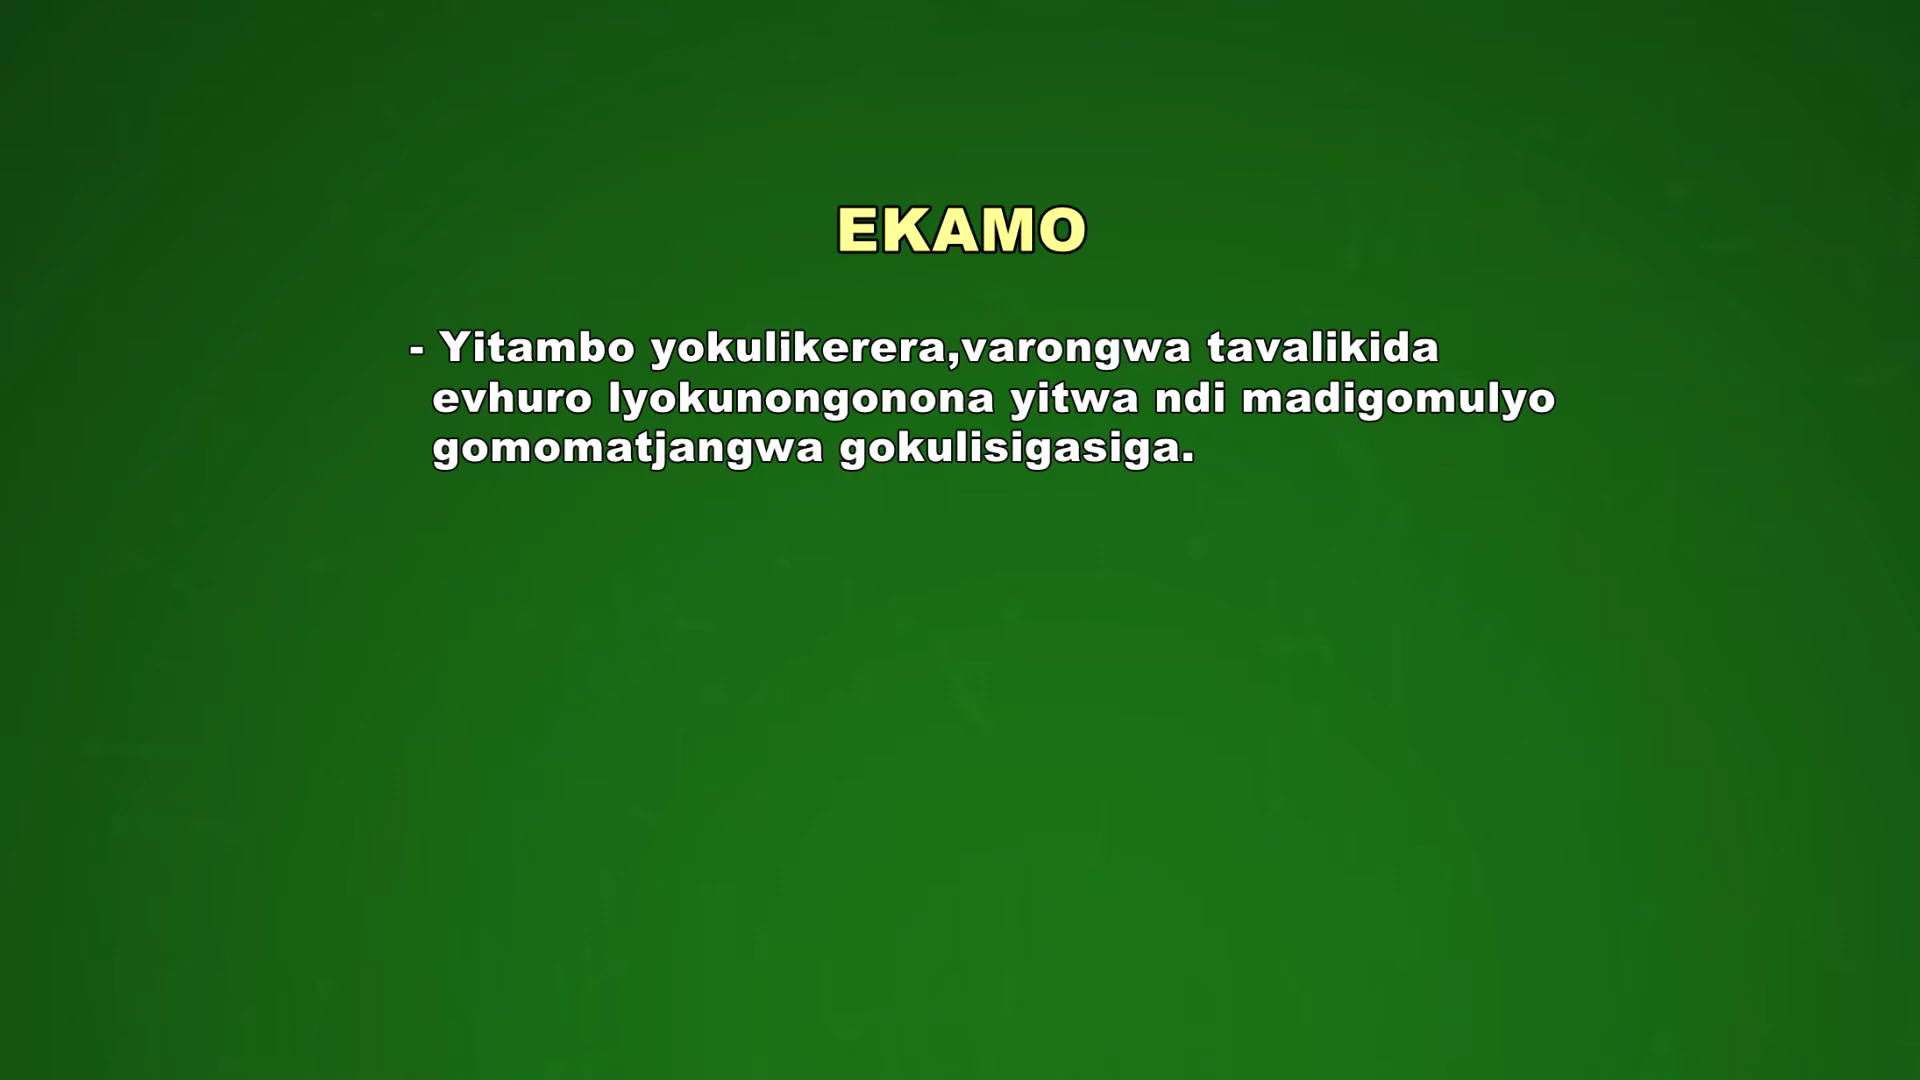 EKAMO
- Yitambo yokulikerera,varongwa tavalikida
evhuro lyokunongonona yitwa ndi madigomulyo
gomomatjangwa gokulisigasiga.